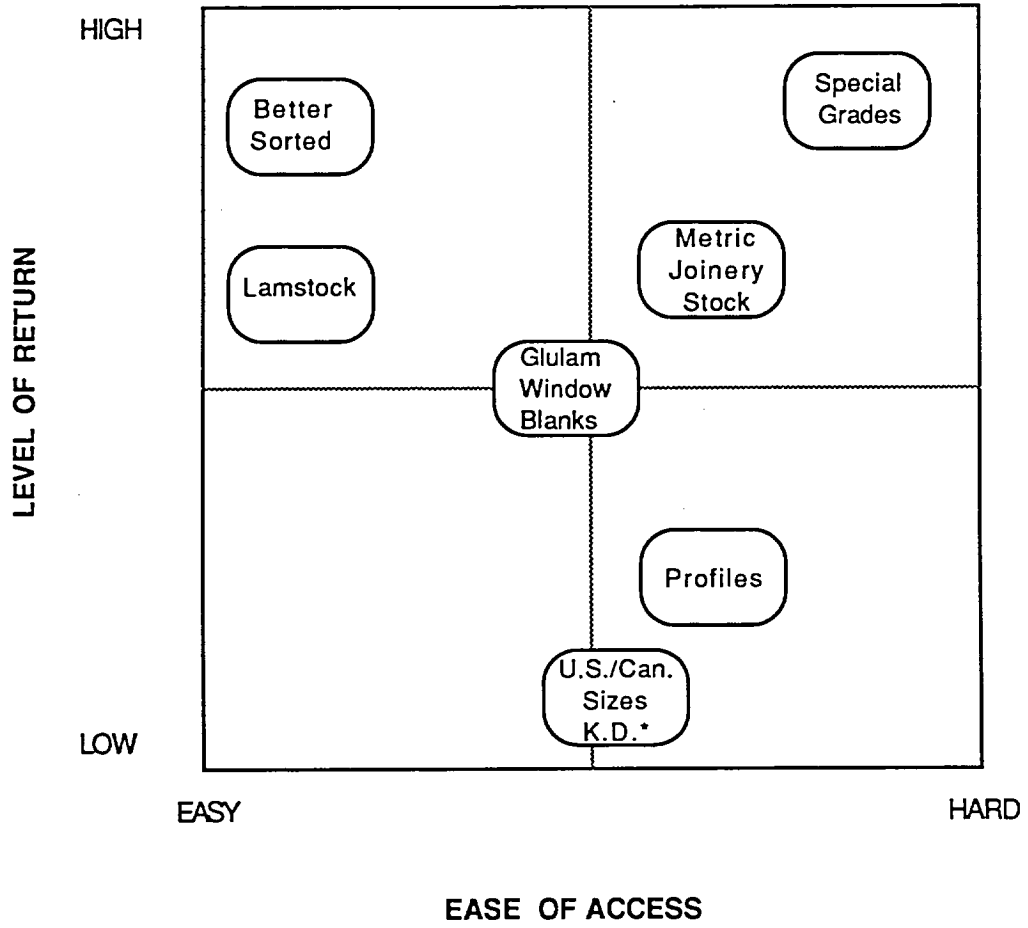 HIGH
Better
Sorted
Special
Grades
Lamstock
Metric
Joinery
Stock
Glulam
Window
Blanks
LEVEL OF RETURN
Profiles
U.S./Can.
Sizes
K.D.*
LOW
EASY
HARD
EASE OF ACCESS